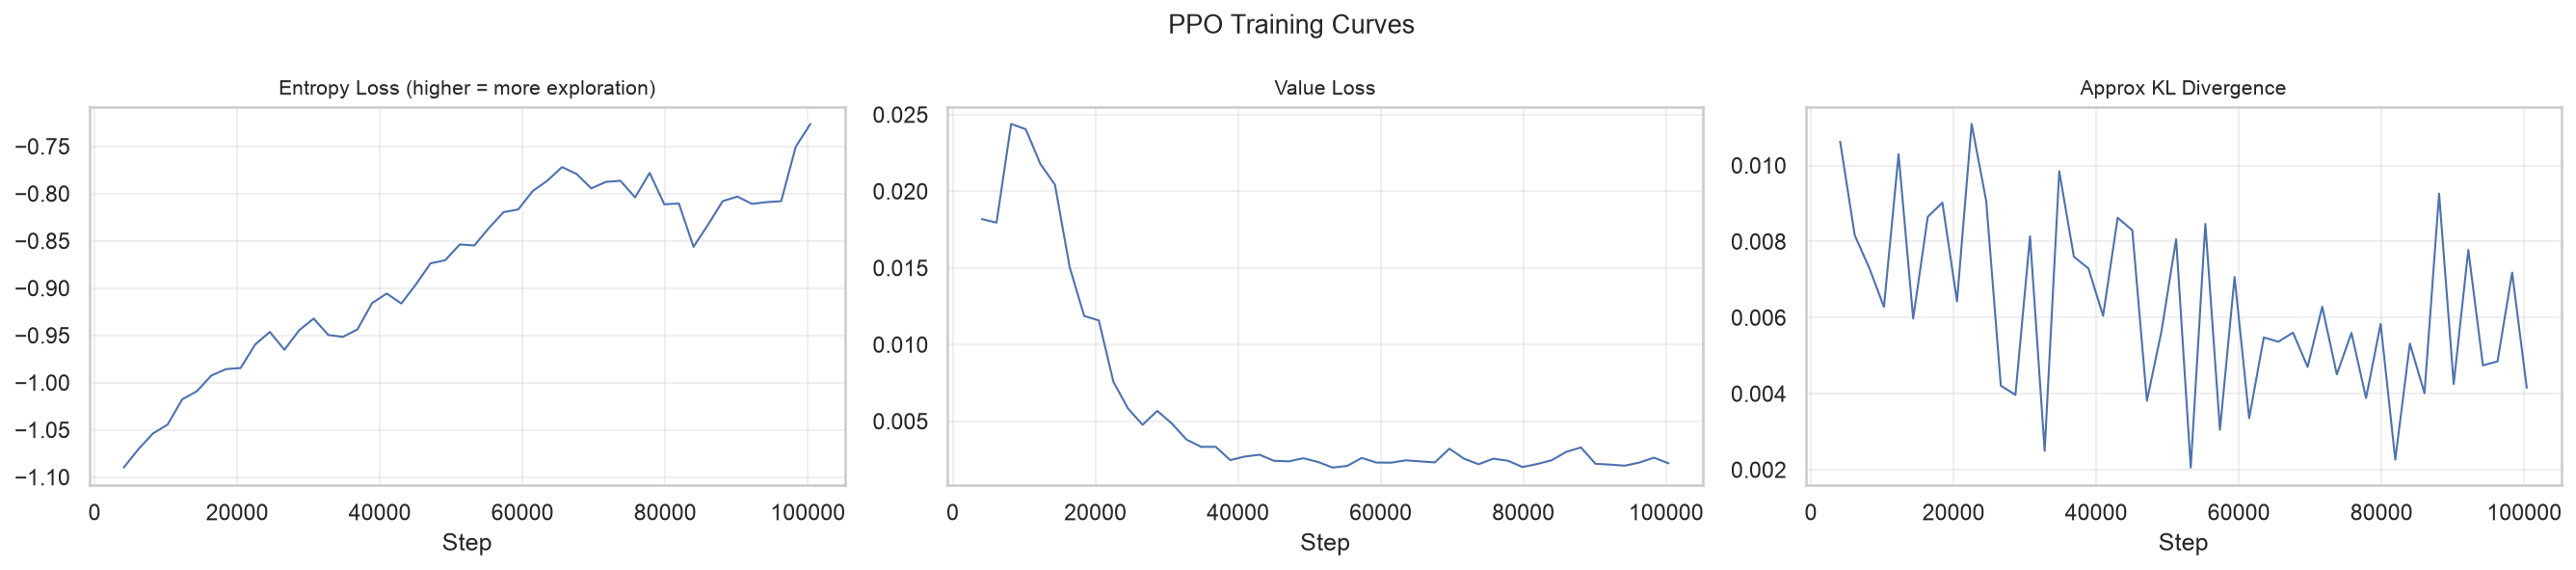 PPO Training Curves
Entropy Loss (higher = more exploration)
−0.75
−0.80
−0.85
−0.90
−0.95
−1.00
−1.05
−1.10
0 20000 40000 60000 80000 100000
Step
Value Loss
0.025
0.020
0.015
0.010
0.005
0 20000 40000 60000 80000 100000
Step
Approx KL Divergence
0.010
0.008
0.006
0.004
0.002
0 20000 40000 60000 80000 100000
Step